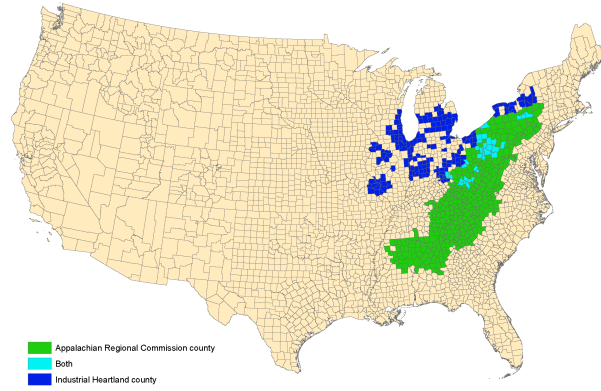 Appalachian Regional Commission county
Both
Industrial Heartland county